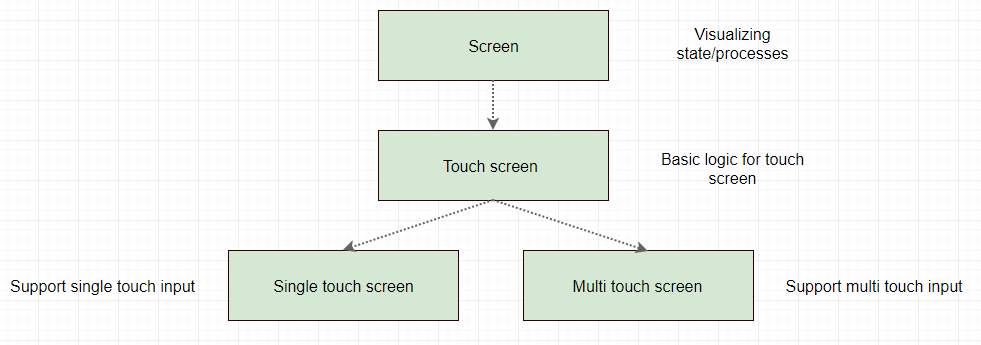 Screen
Visualizing
state/processes
Touch screen
Basic logic for touch
screen
Support single touch input
Single touch screen
Multi touch screen
Support multi touch input